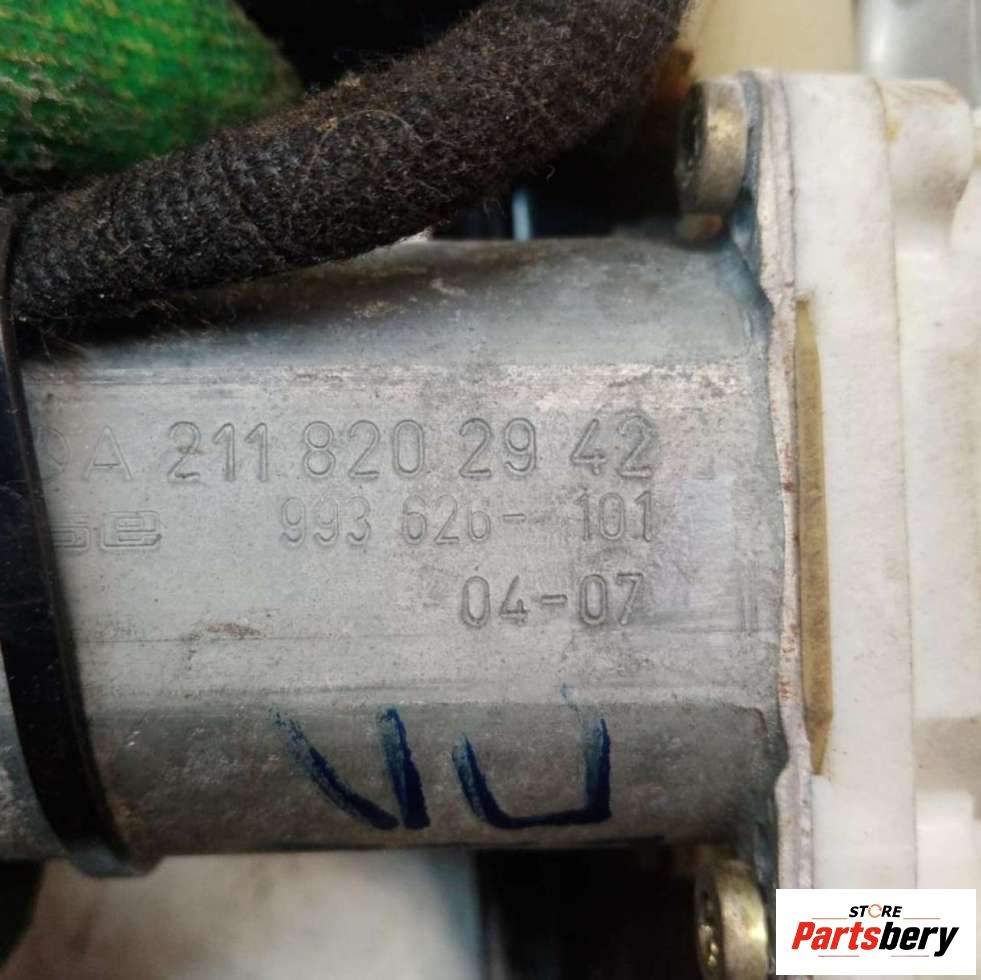 A 211 820 29 42
993 626-101
04-07
STORE
Partsbery